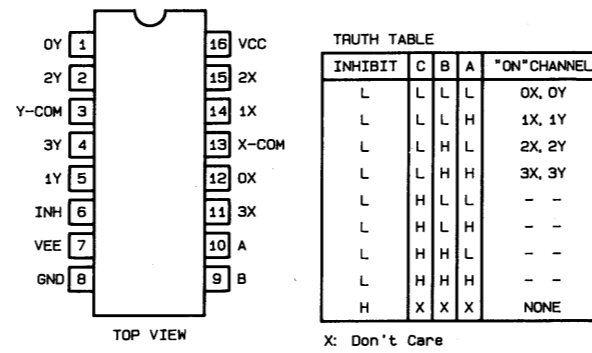 0Y 1 16 VCC
2Y 2 15 2X
Y-COM 3 14 1X
3Y 4 13 X-COM
1Y 5 12 0X
INH 6 11 3X
VEE 7 10 A
GND 8 9 B
TOP VIEW
TRUTH TABLE
INHIBIT C B A "ON"CHANNEL
L L L L 0X, 0Y
L L L H 1X, 1Y
L L H L 2X, 2Y
L L H H 3X, 3Y
L H L L - -
L H L H - -
L H H L - -
L H H H - -
H X X X NONE
X: Don't Care